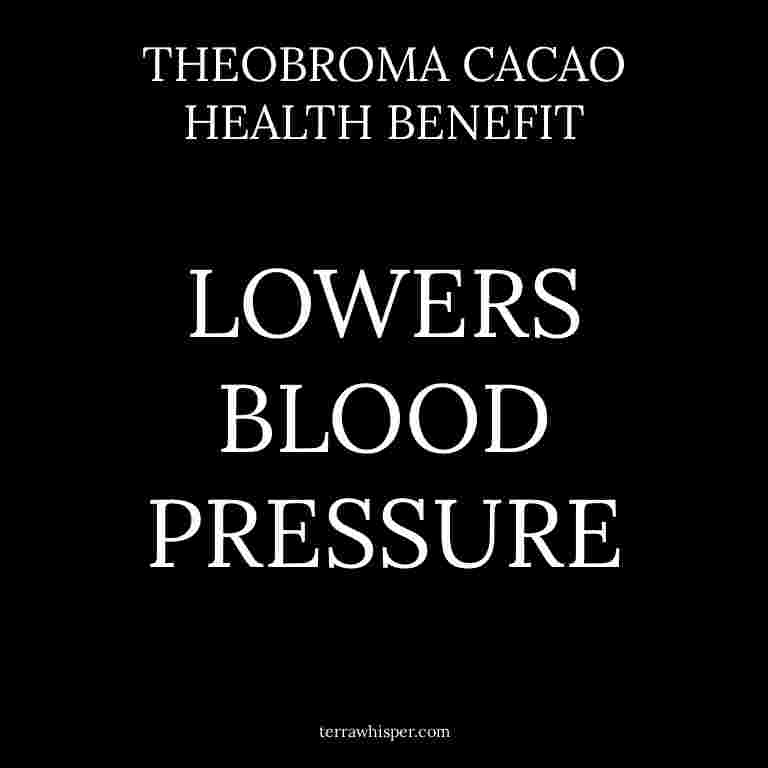 THEOBROMA CACAO
HEALTH BENEFIT
LOWERS
BLOOD
PRESSURE
terrawhisper.com